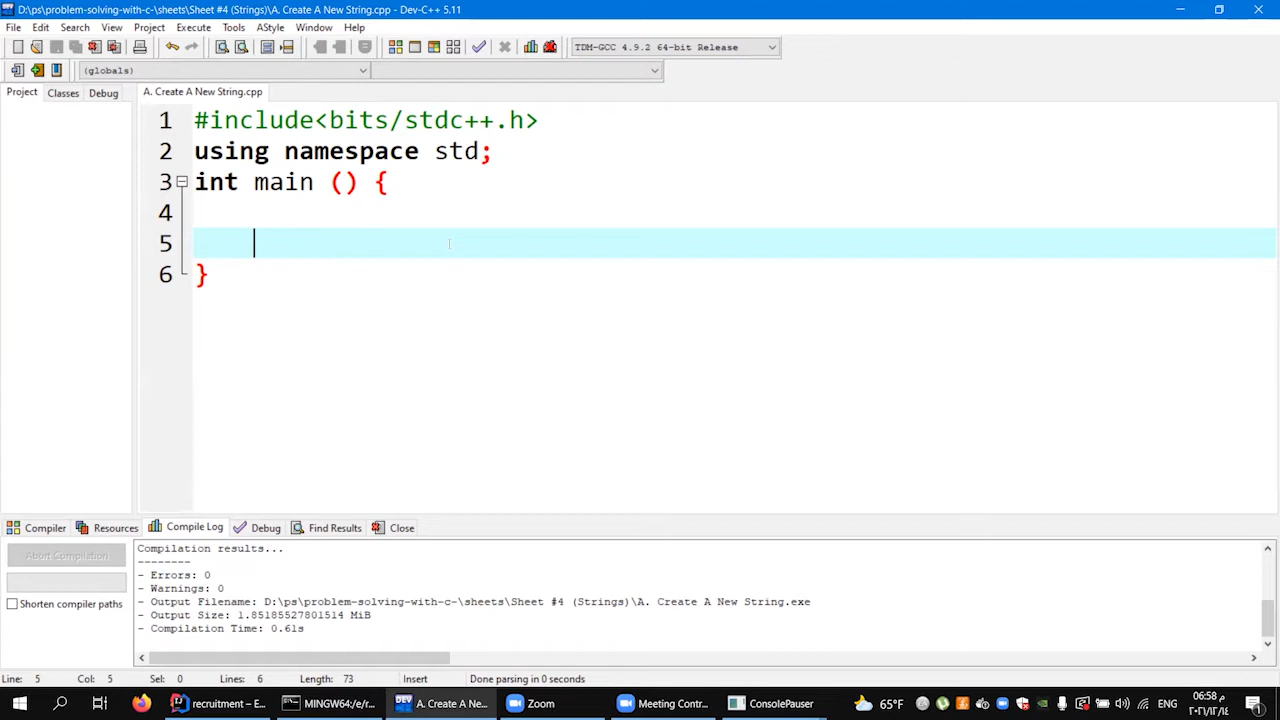 D:\ps\problem-solving-with-c-\sheets\Sheet #4 (Strings)\A. Create A New String.cpp - Dev-C++ 5.11
File Edit Search View Project Execute Tools AStyle Window Help
TDM-GCC 4.9.2 64-bit Release
(globals)
Project Classes Debug
A. Create A New String.cpp
1 #include<bits/stdc++.h>
2 using namespace std;
3 int main () {
4
5
6 }
Compiler Resources Compile Log Debug Find Results Close
Abort Compilation
Shorten compiler paths
Compilation results...
--------
- Errors: 0
- Warnings: 0
- Output Filename: D:\ps\problem-solving-with-c-\sheets\Sheet #4 (Strings)\A. Create A New String.exe
- Output Size: 1.85185527801514 MiB
- Compilation Time: 0.61s
Line: 5 Col: 5 Sel: 0 Lines: 6 Length: 73 Insert Done parsing in 0 seconds
recruitment – E...
MINGW64:/e/r...
A. Create A Ne...
Zoom
Meeting Contr...
ConsolePauser
65°F
ENG
06:58 م